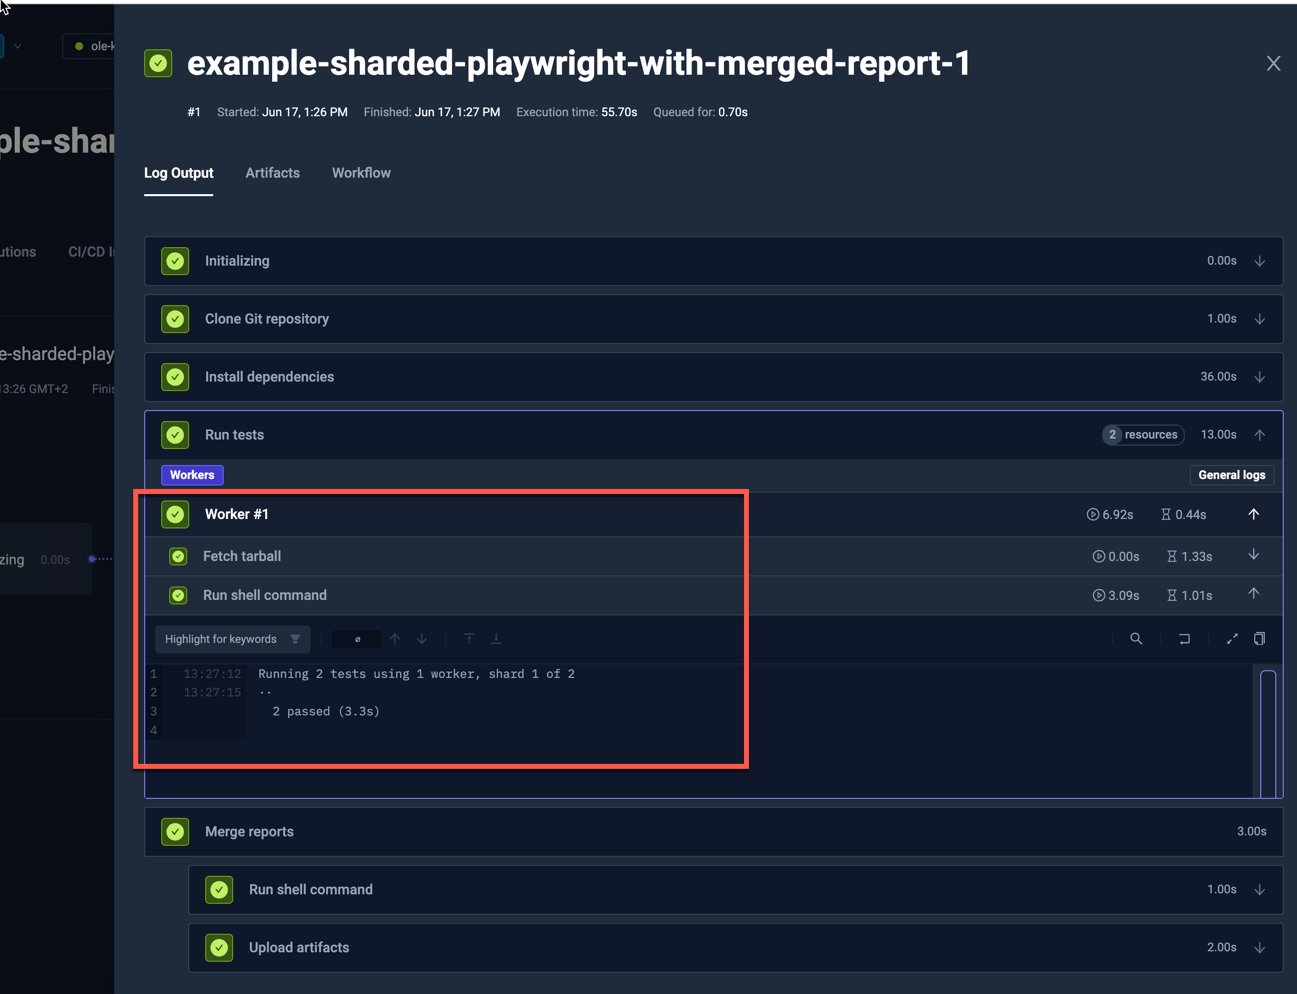 ole-k
example-sharded-playwright-with-merged-report-1
#1 Started: Jun 17, 1:26 PM Finished: Jun 17, 1:27 PM Execution time: 55.70s Queued for: 0.70s
ple-shar
Log Output Artifacts Workflow
utions CI/CD I
Initializing 0.00s
Clone Git repository 1.00s
e-sharded-play
13:26 GMT+2 Finis
Install dependencies 36.00s
Run tests 2 resources 13.00s
Workers General logs
Worker #1 6.92s 0.44s
zing 0.00s
Fetch tarball 0.00s 1.33s
Run shell command 3.09s 1.01s
Highlight for keywords
1 13:27:12 Running 2 tests using 1 worker, shard 1 of 2
2 13:27:15 ··
3 2 passed (3.3s)
4
Merge reports 3.00s
Run shell command 1.00s
Upload artifacts 2.00s